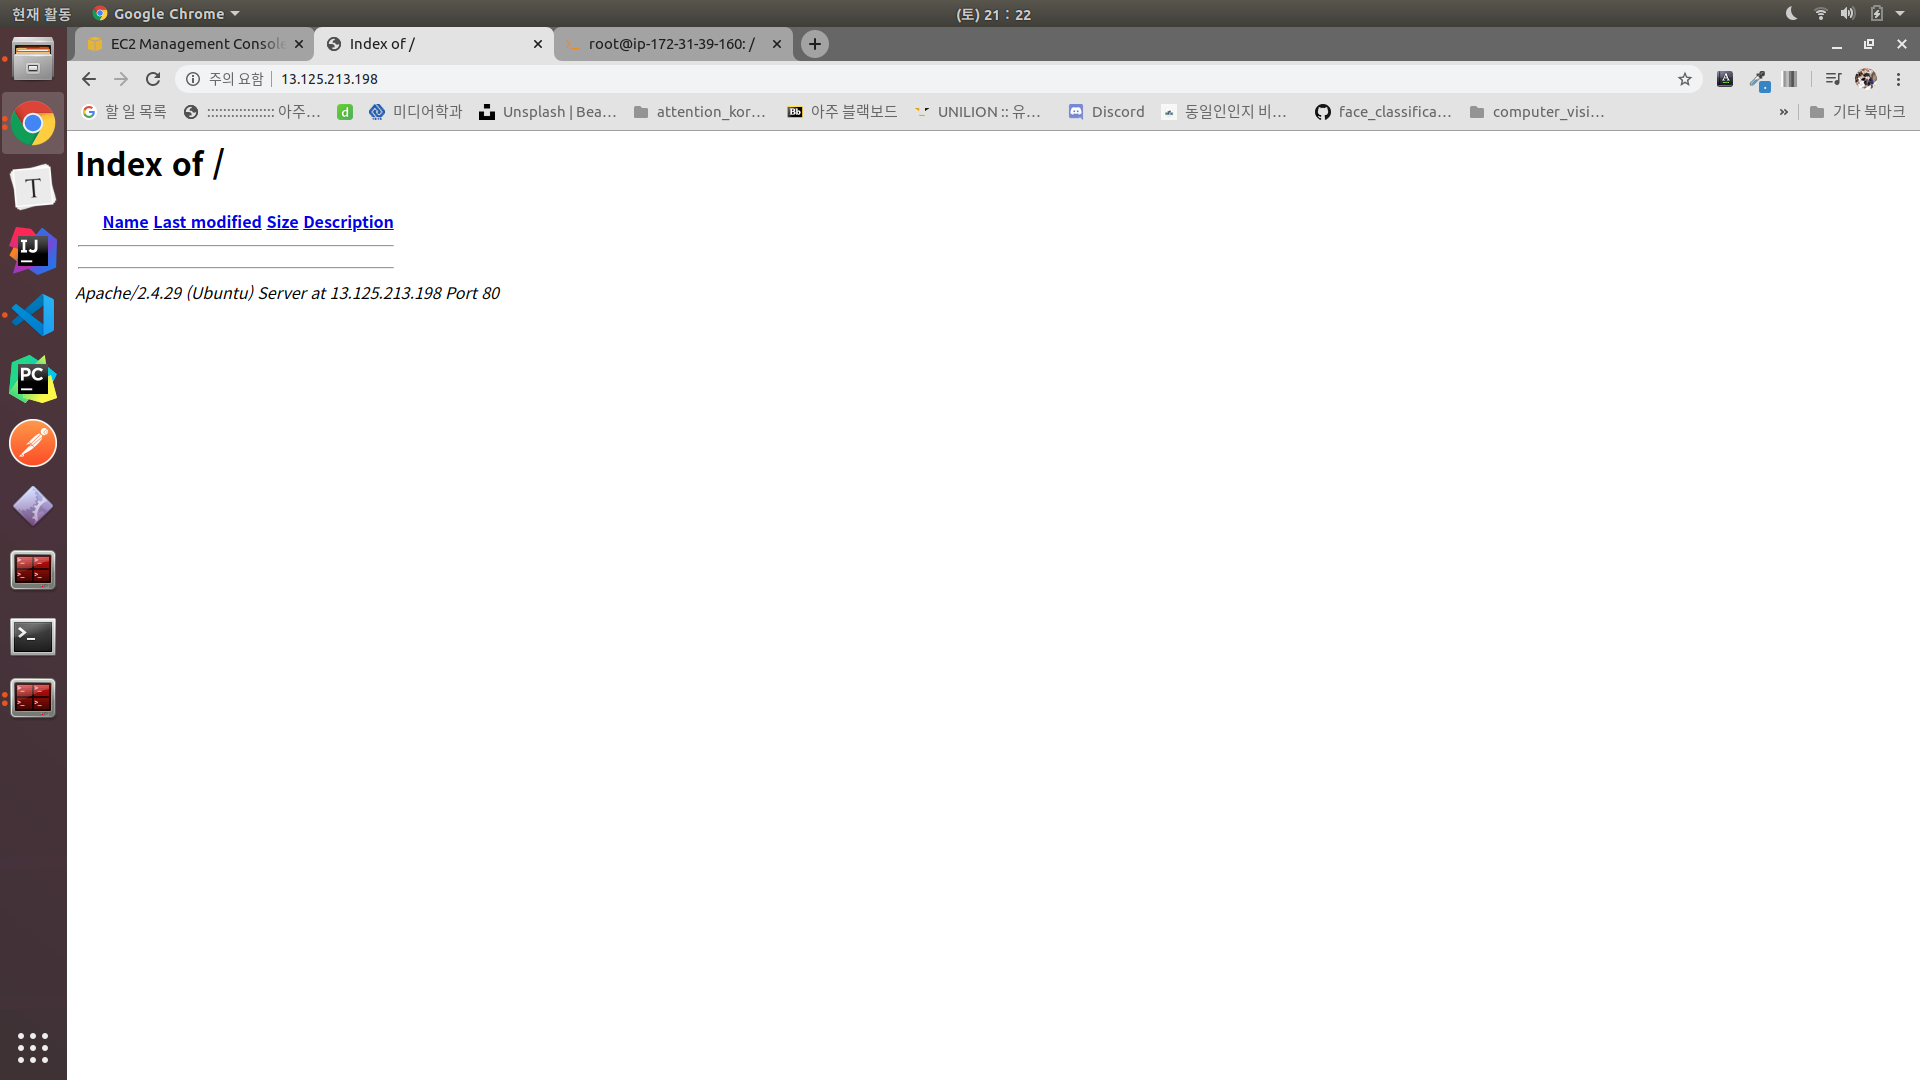 현재 활동
Google Chrome
(토) 21 : 22
EC2 Management Console
Index of /
root@ip-172-31-39-160: /
주의 요함
13.125.213.198
할 일 목록
::::::::::::::::: 아주…
미디어학과
Unsplash | Bea…
attention_kor…
Bb
아주 블랙보드
UNILION :: 유…
Discord
동일인인지 비…
face_classifica…
computer_visi…
»
기타 북마크
Index of /
Name Last modified Size Description
Apache/2.4.29 (Ubuntu) Server at 13.125.213.198 Port 80
T
IJ
PC